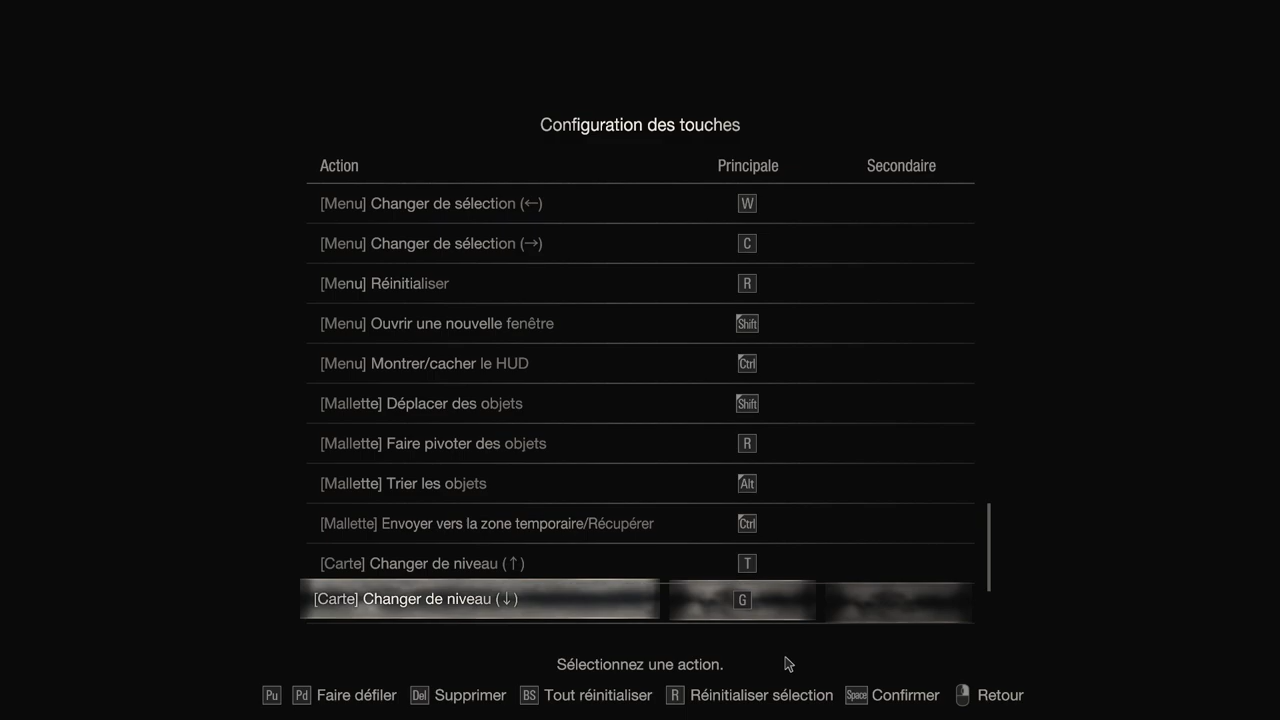 Configuration des touches
Action Principale Secondaire
[Menu] Changer de sélection (←) W
[Menu] Changer de sélection (→) C
[Menu] Réinitialiser R
[Menu] Ouvrir une nouvelle fenêtre Shift
[Menu] Montrer/cacher le HUD Ctrl
[Mallette] Déplacer des objets Shift
[Mallette] Faire pivoter des objets R
[Mallette] Trier les objets Alt
[Mallette] Envoyer vers la zone temporaire/Récupérer Ctrl
[Carte] Changer de niveau (↑) T
[Carte] Changer de niveau (↓) G
Sélectionnez une action.
Pu Pd Faire défiler Del Supprimer BS Tout réinitialiser R Réinitialiser sélection Space Confirmer Retour